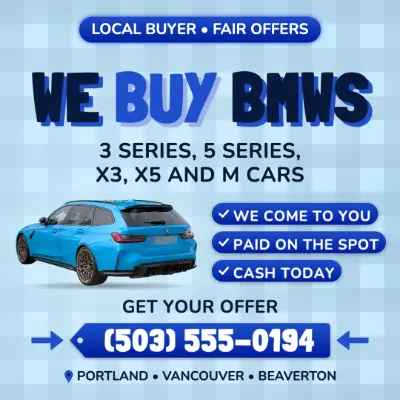 LOCAL BUYER • FAIR OFFERS
WE BUY BMWS
3 SERIES, 5 SERIES,
X3, X5 AND M CARS
✓ WE COME TO YOU
✓ PAID ON THE SPOT
✓ CASH TODAY
GET YOUR OFFER
(503) 555-0194
PORTLAND • VANCOUVER • BEAVERTON